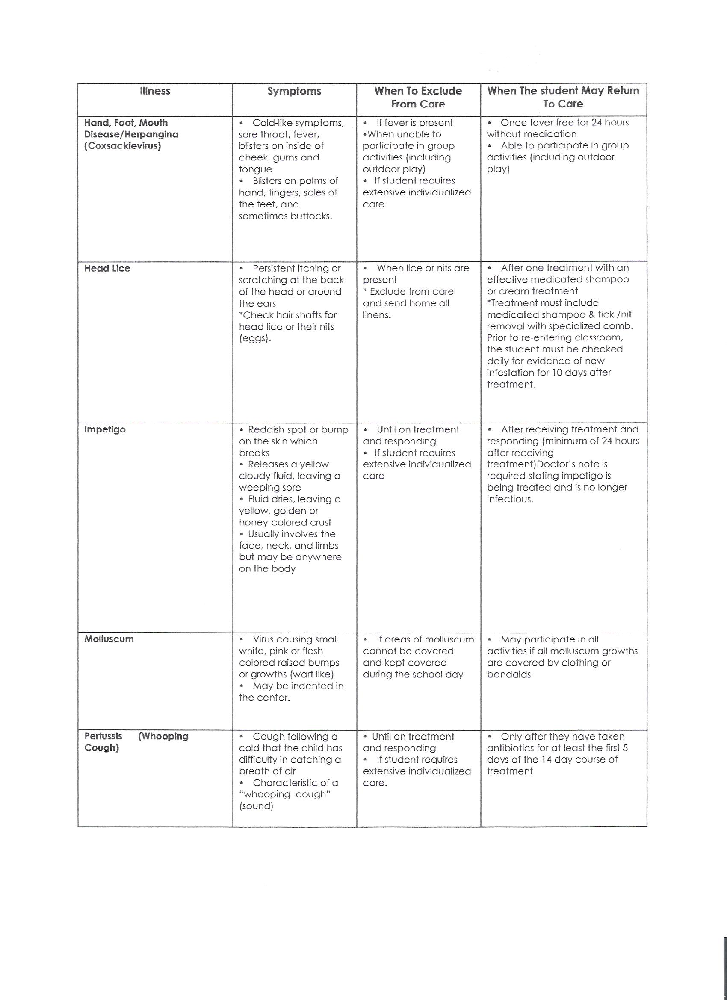 Illness
Symptoms
When To Exclude
From Care
When The student May Return
To Care
Hand, Foot, Mouth
Disease/Herpangina
(Coxsackievirus)
• Cold-like symptoms,
sore throat, fever,
blisters on inside of
cheek, gums and
tongue
• Blisters on palms of
hand, fingers, soles of
the feet, and
sometimes buttocks.
• If fever is present
•When unable to
participate in group
activities (including
outdoor play)
• If student requires
extensive individualized
care
• Once fever free for 24 hours
without medication
• Able to participate in group
activities (including outdoor
play)
Head Lice
• Persistent itching or
scratching at the back
of the head or around
the ears
*Check hair shafts for
head lice or their nits
(eggs).
• When lice or nits are
present
* Exclude from care
and send home all
linens.
• After one treatment with an
effective medicated shampoo
or cream treatment
*Treatment must include
medicated shampoo & tick /nit
removal with specialized comb.
Prior to re-entering classroom,
the student must be checked
daily for evidence of new
infestation for 10 days after
treatment.
Impetigo
• Reddish spot or bump
on the skin which
breaks
• Releases a yellow
cloudy fluid, leaving a
weeping sore
• Fluid dries, leaving a
yellow, golden or
honey-colored crust
• Usually involves the
face, neck, and limbs
but may be anywhere
on the body
• Until on treatment
and responding
• If student requires
extensive individualized
care
• After receiving treatment and
responding (minimum of 24 hours
after receiving
treatment)Doctor's note is
required stating impetigo is
being treated and is no longer
infectious.
Molluscum
• Virus causing small
white, pink or flesh
colored raised bumps
or growths (wart like)
• May be indented in
the center.
• If areas of molluscum
cannot be covered
and kept covered
during the school day
• May participate in all
activities if all molluscum growths
are covered by clothing or
bandaids
Pertussis (Whooping
Cough)
• Cough following a
cold that the child has
difficulty in catching a
breath of air
• Characteristic of a
"whooping cough"
(sound)
• Until on treatment
and responding
• If student requires
extensive individualized
care.
• Only after they have taken
antibiotics for at least the first 5
days of the 14 day course of
treatment